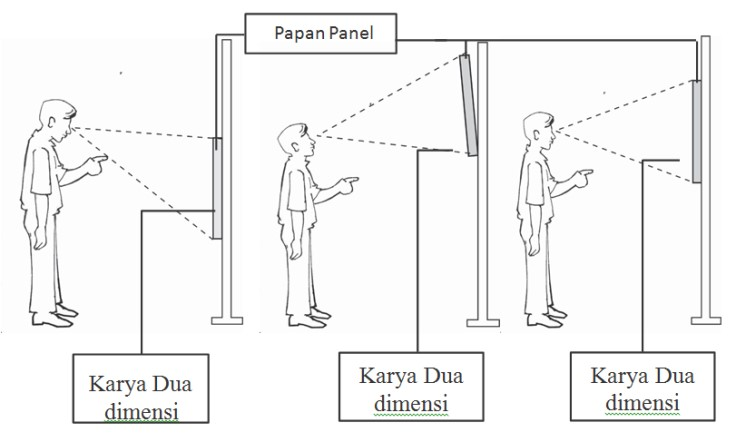 Papan Panel
Karya Dua
dimensi
Karya Dua
dimensi
Karya Dua
dimensi